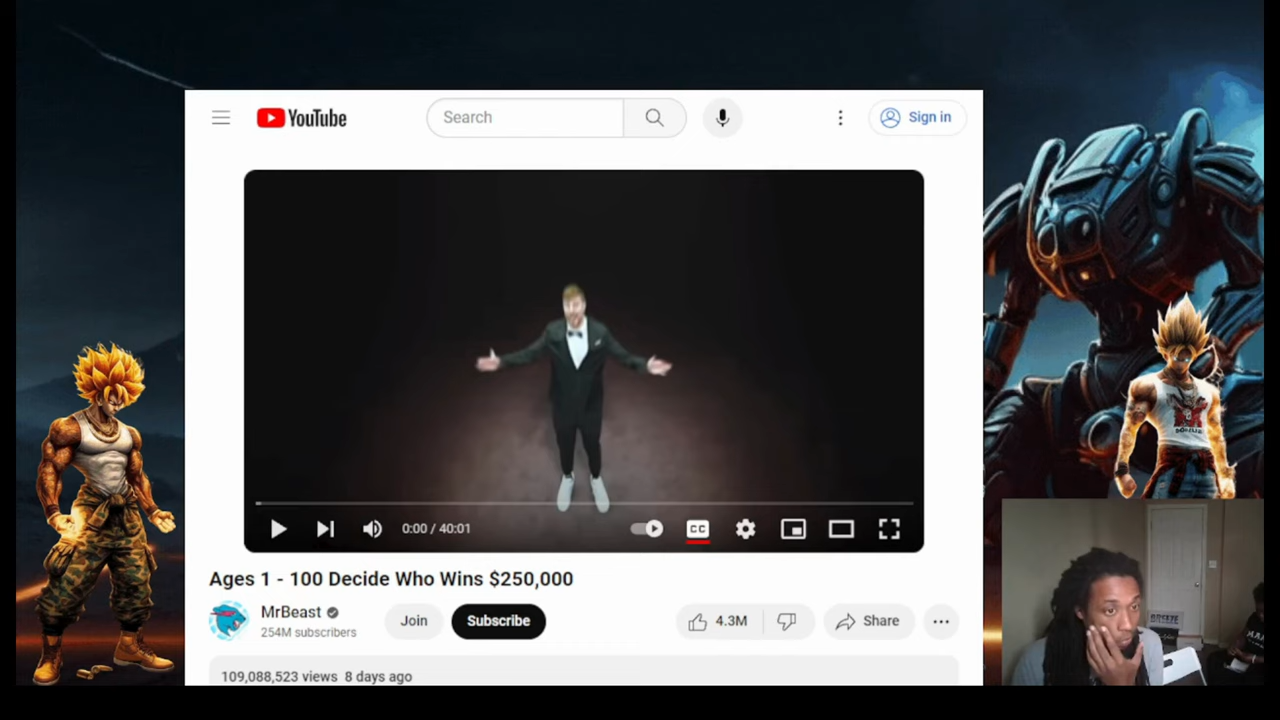 YouTube
Search
Sign in
0:00 / 40:01
CC
Ages 1 - 100 Decide Who Wins $250,000
MrBeast
254M subscribers
Join
Subscribe
4.3M
Share
109,088,523 views 8 days ago